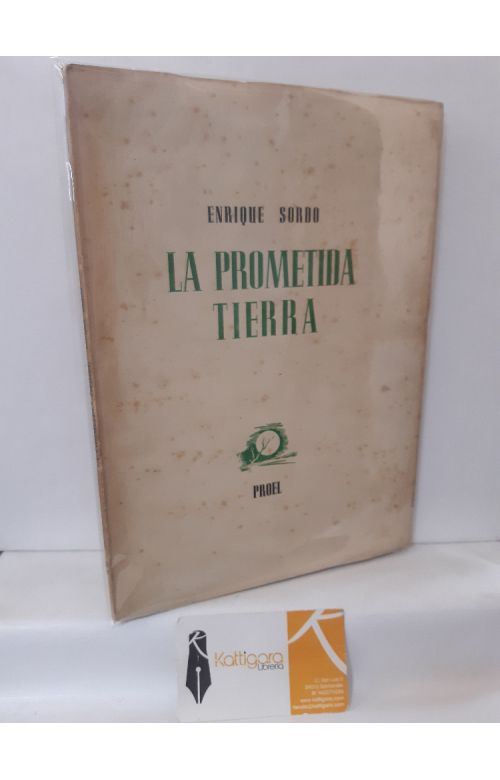 ENRIQUE SORDO
LA PROMETIDA
TIERRA
PROEL
Kattigara
Librería